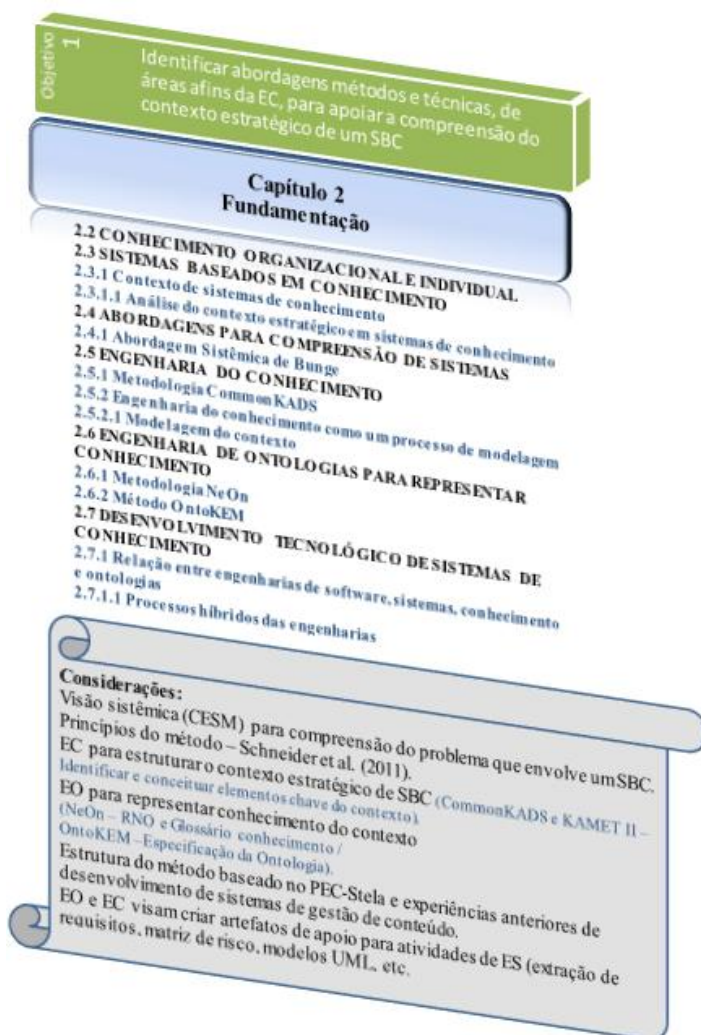 Objetivo
1
Identificar abordagens métodos e técnicas, de
áreas afins da EC, para apoiar a compreensão do
contexto estratégico de um SBC
Capítulo 2
Fundamentação
2.2 CONHECIMENTO ORGANIZACIONAL E INDIVIDUAL
2.3 SISTEMAS BASEADOS EM CONHECIMENTO
2.3.1 Contexto de sistemas de conhecimento
2.3.1.1 Análise do contexto estratégico em sistemas de conhecimento
2.4 ABORDAGENS PARA COMPREENSÃO DE SISTEMAS
2.4.1 Abordagem Sistêmica de Bunge
2.5 ENGENHARIA DO CONHECIMENTO
2.5.1 Metodologia CommonKADS
2.5.2 Engenharia do conhecimento como um processo de modelagem
2.5.2.1 Modelagem do contexto
2.6 ENGENHARIA DE ONTOLOGIAS PARA REPRESENTAR
CONHECIMENTO
2.6.1 Metodologia NeOn
2.6.2 Método OntoKEM
2.7 DESENVOLVIMENTO TECNOLÓGICO DE SISTEMAS DE
CONHECIMENTO
2.7.1 Relação entre engenharias de software, sistemas, conhecimento
e ontologias
2.7.1.1 Processos híbridos das engenharias
Considerações:
Visão sistêmica (CESM) para compreensão do problema que envolve um SBC.
Princípios do método – Schneider et al. (2011).
EC para estruturar o contexto estratégico de SBC (CommonKADS e KAMET II –
Identificar e conceituar elementos chave do contexto).
EO para representar conhecimento do contexto
(NeOn – RNO e Glossário conhecimento /
OntoKEM –Especificação da Ontologia).
Estrutura do método baseado no PEC-Stela e experiências anteriores de
desenvolvimento de sistemas de gestão de conteúdo.
EO e EC visam criar artefatos de apoio para atividades de ES (extração de
requisitos, matriz de risco, modelos UML, etc.